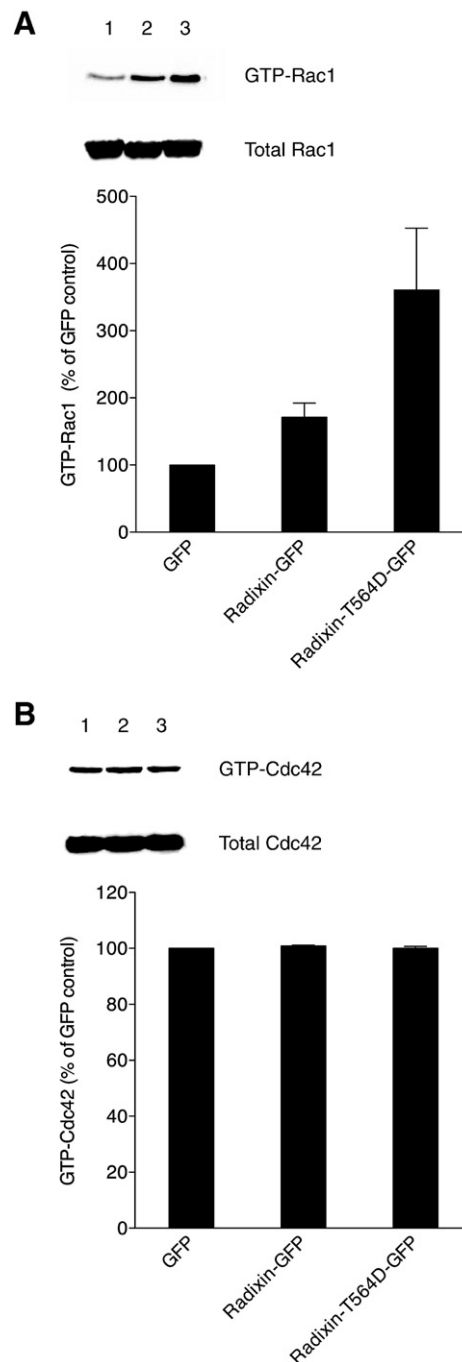 A
1 2 3
GTP-Rac1
Total Rac1
500
400
300
200
100
0
GTP-Rac1 (% of GFP control)
GFP
Radixin-GFP
Radixin-T564D-GFP
B
1 2 3
GTP-Cdc42
Total Cdc42
120
100
80
60
40
20
0
GTP-Cdc42 (% of GFP control)
GFP
Radixin-GFP
Radixin-T564D-GFP